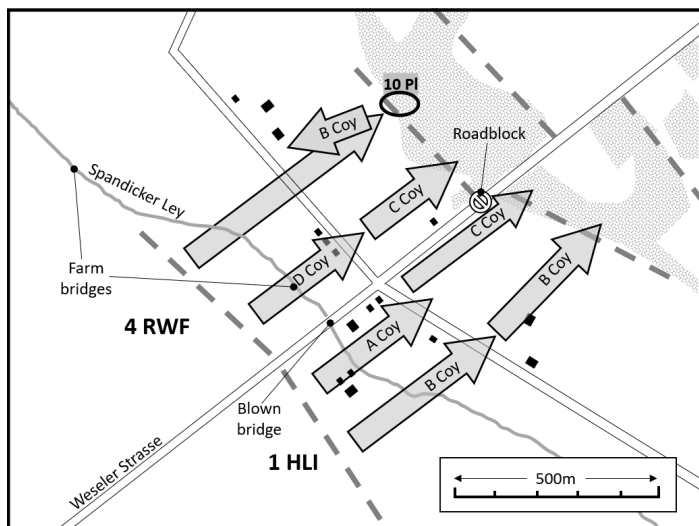 10 Pl
B Coy
Roadblock
Spandicker Ley
C Coy
C Coy
B Coy
Farm
bridges
D Coy
4 RWF
A Coy
B Coy
Blown
bridge
1 HLI
Weseler Strasse
500m